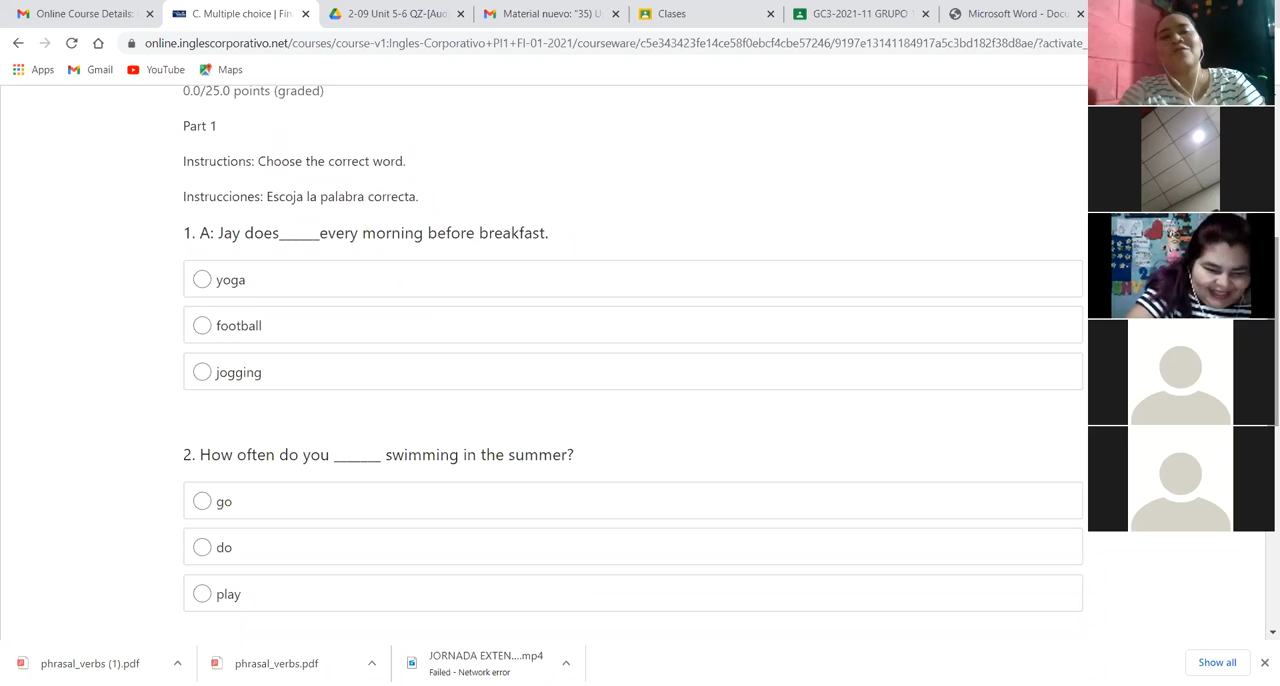 Online Course Details:
C. Multiple choice | Fin
2-09 Unit 5-6 QZ-[Auo
Material nuevo: "35) U
Clases
GC3-2021-11 GRUPO
Microsoft Word - Docu
online.inglescorporativo.net/courses/course-v1:Ingles-Corporativo+PI1+FI-01-2021/courseware/c5e343423fe14ce58f0ebcf4cbe57246/9197e13141184917a5c3bd182f38d8ae/?activate_
Apps
Gmail
YouTube
Maps
0.0/25.0 points (graded)
Part 1
Instructions: Choose the correct word.
Instrucciones: Escoja la palabra correcta.
1. A: Jay does______every morning before breakfast.
yoga
football
jogging
2. How often do you _______ swimming in the summer?
go
do
play
phrasal_verbs (1).pdf
phrasal_verbs.pdf
JORNADA EXTEN....mp4
Failed - Network error
Show all